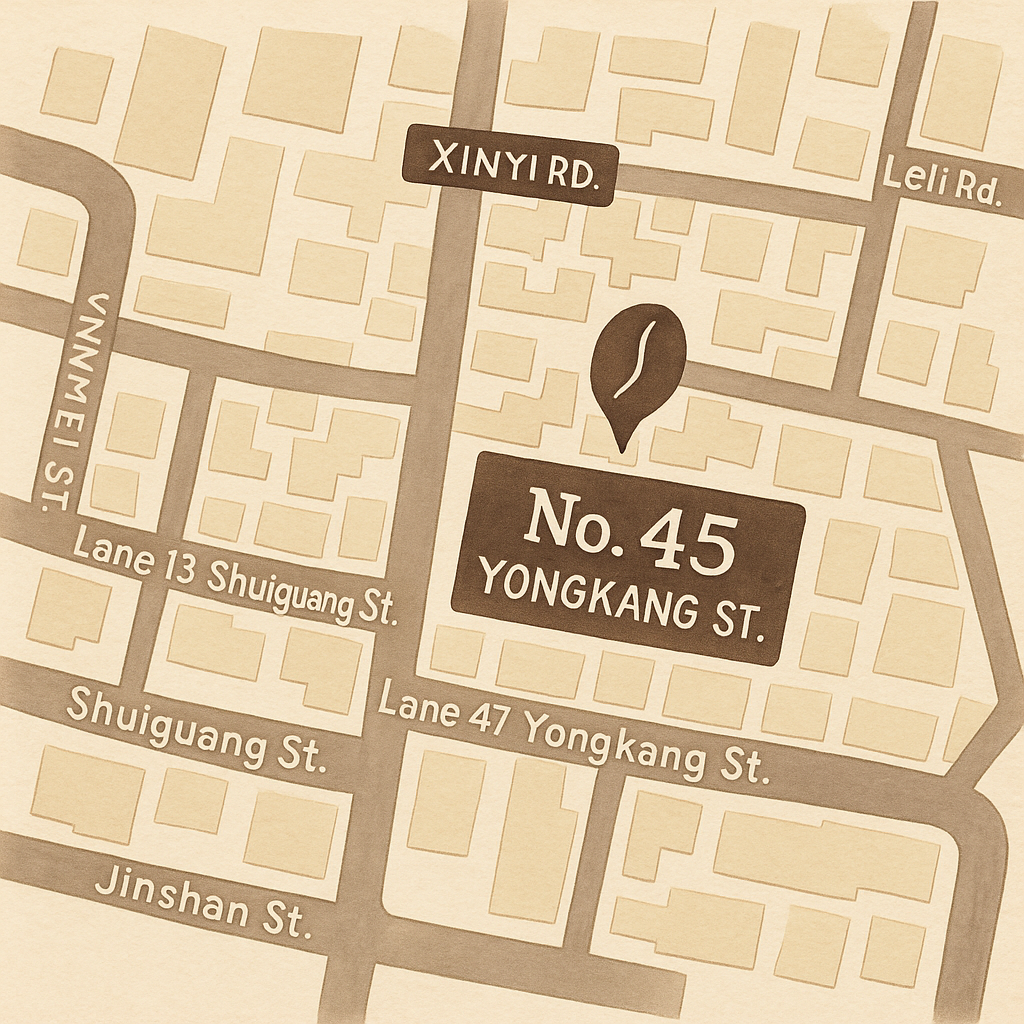 XINYI RD.
Leli Rd.
VNNMEI ST.
No. 45
YONGKANG ST.
Lane 13 Shuiguang St.
Lane 47 Yongkang St.
Shuiguang St.
Jinshan St.